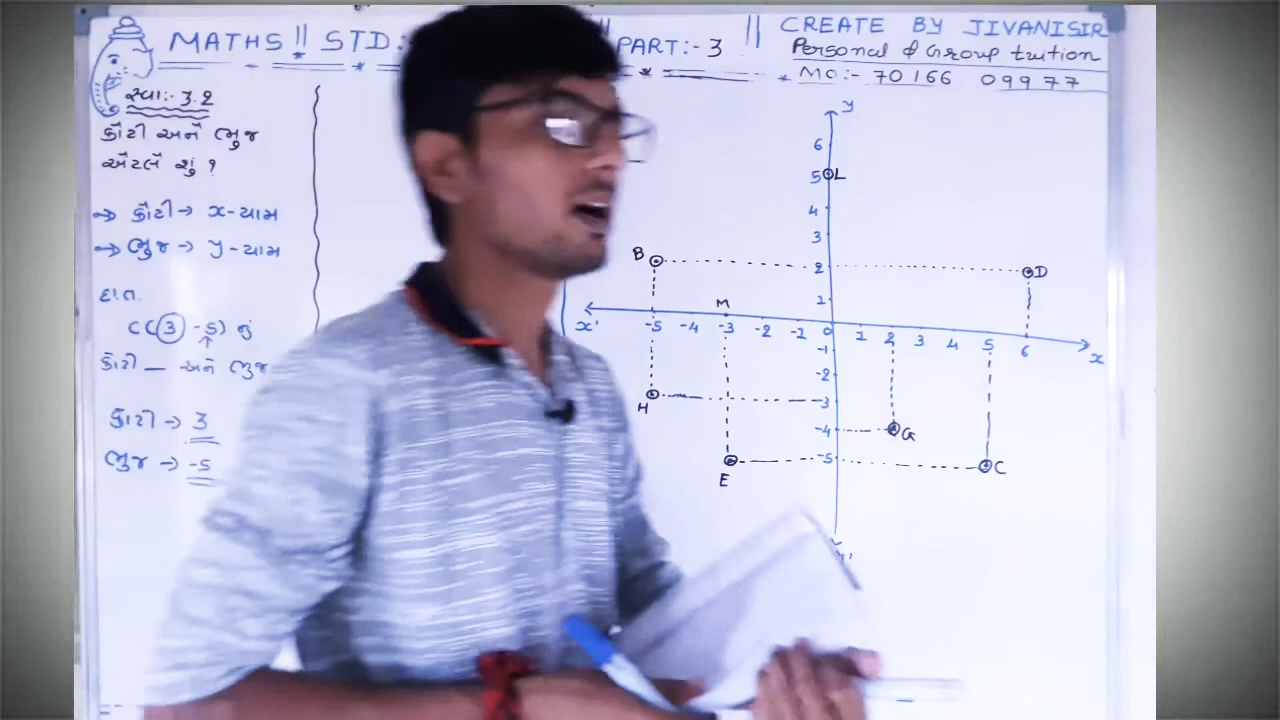 MATHS || STD:
PART:- 3
|| CREATE BY JIVANISIR
Personal & Group tuition
MO:- 70166 09977
સ્વા:- 3.2
કોટી અને ભુજ
એટલે શું ?
→ કોટી → x-યામ
→ ભુજ → y-યામ
દા.ત.
C(3 -5) નું
કોટી — અને ભુજ
કોટી → 3
ભુજ → -5
y
6
5 L
4
3
B 2 D
1
M
x' -5 -4 -3 -2 -1 0 1 2 3 4 5 6 x
-1
-2
H -3
-4 G
-5 C
E
y'